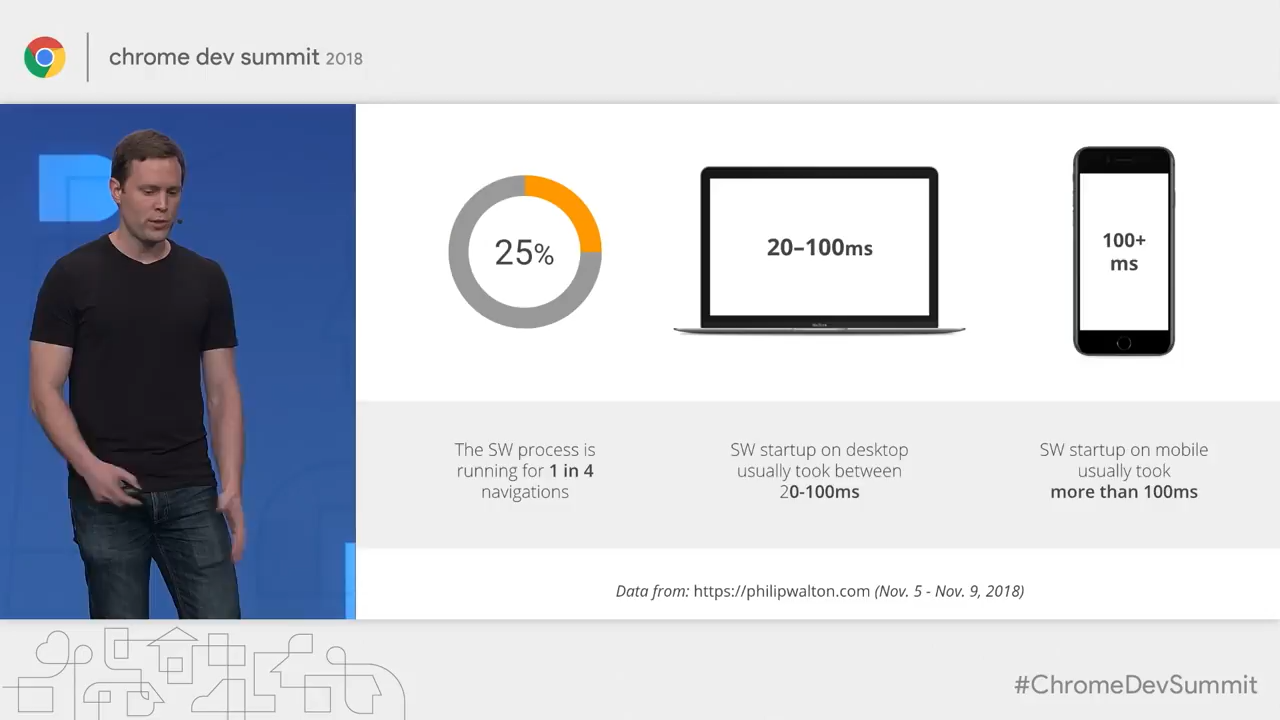 chrome dev summit 2018
25%
20–100ms
100+
ms
The SW process is
running for 1 in 4
navigations
SW startup on desktop
usually took between
20-100ms
SW startup on mobile
usually took
more than 100ms
Data from: https://philipwalton.com (Nov. 5 - Nov. 9, 2018)
#ChromeDevSummit